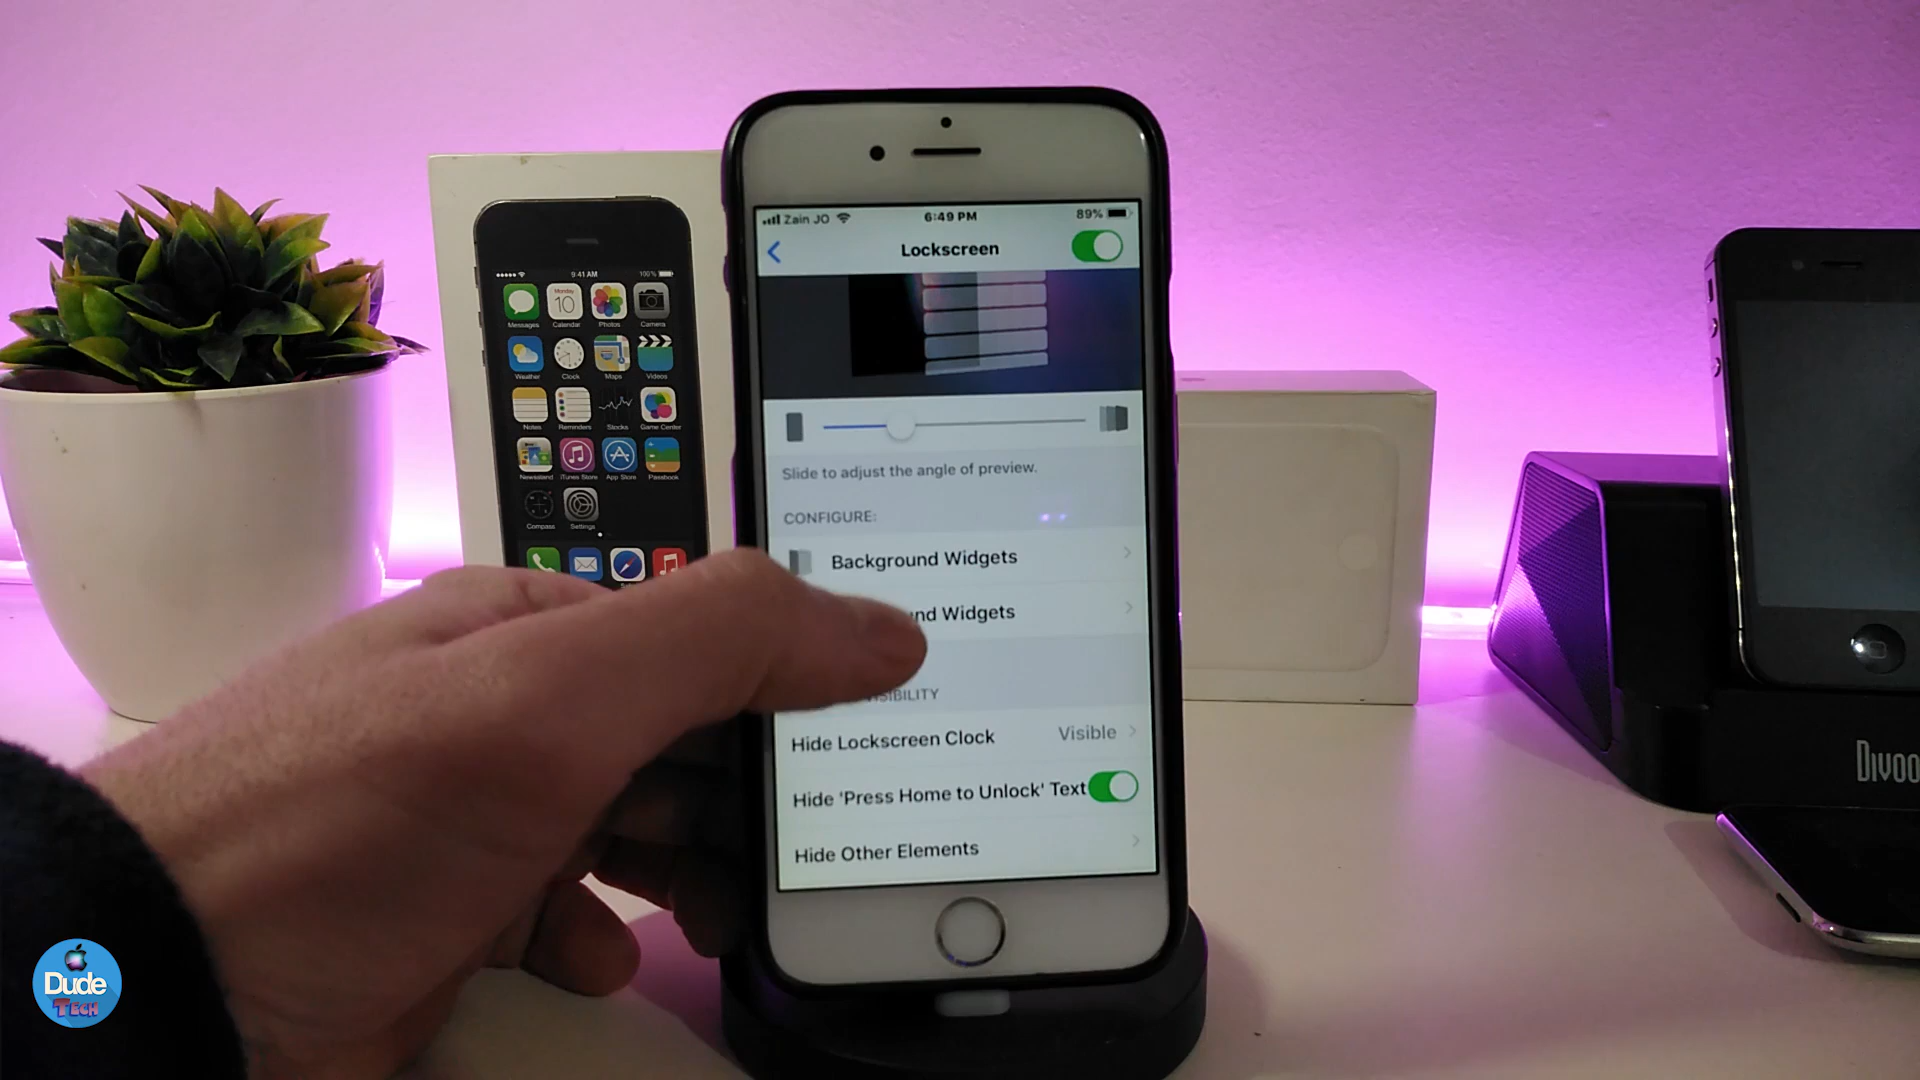 Zain JO
6:49 PM
89%
Lockscreen
Slide to adjust the angle of preview.
CONFIGURE:
Background Widgets
nd Widgets
SIBILITY
Hide Lockscreen Clock
Visible
Hide 'Press Home to Unlock' Text
Hide Other Elements
9:41 AM
100%
Monday
10
Messages
Calendar
Photos
Camera
Weather
Clock
Maps
Videos
Notes
Reminders
Stocks
Game Center
Newsstand
iTunes Store
App Store
Passbook
Compass
Settings
Divoo
Dude
TECH